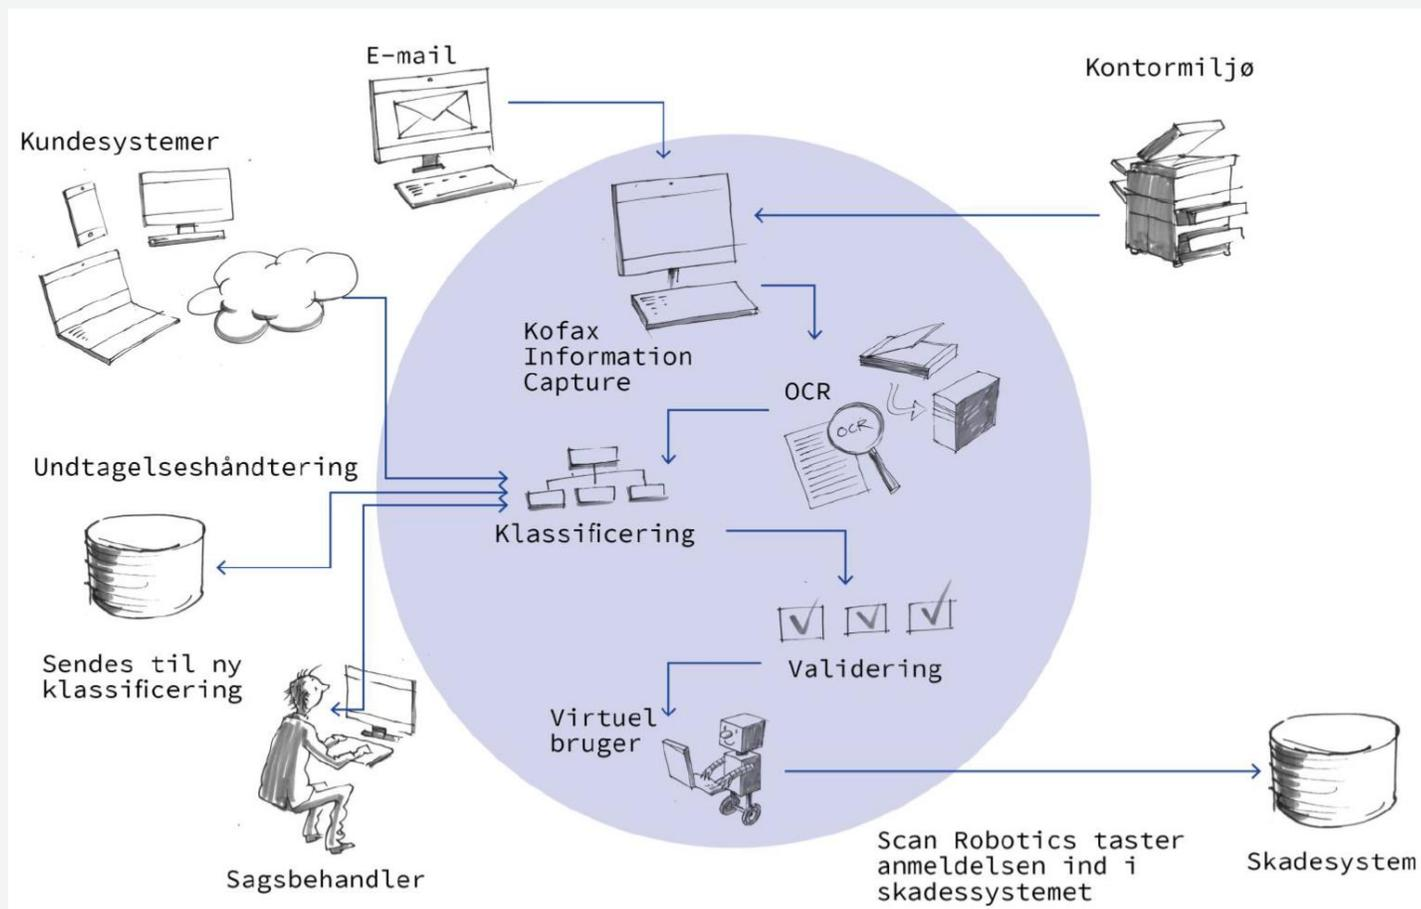 E-mail
Kontormiljø
Kundesystemer
Kofax
Information
Capture
OCR
OCR
Undtagelseshåndtering
Klassificering
Sendes til ny
klassificering
Validering
Virtuel
bruger
Scan Robotics taster
anmeldelsen ind i
skadessystemet
Skadesystem
Sagsbehandler